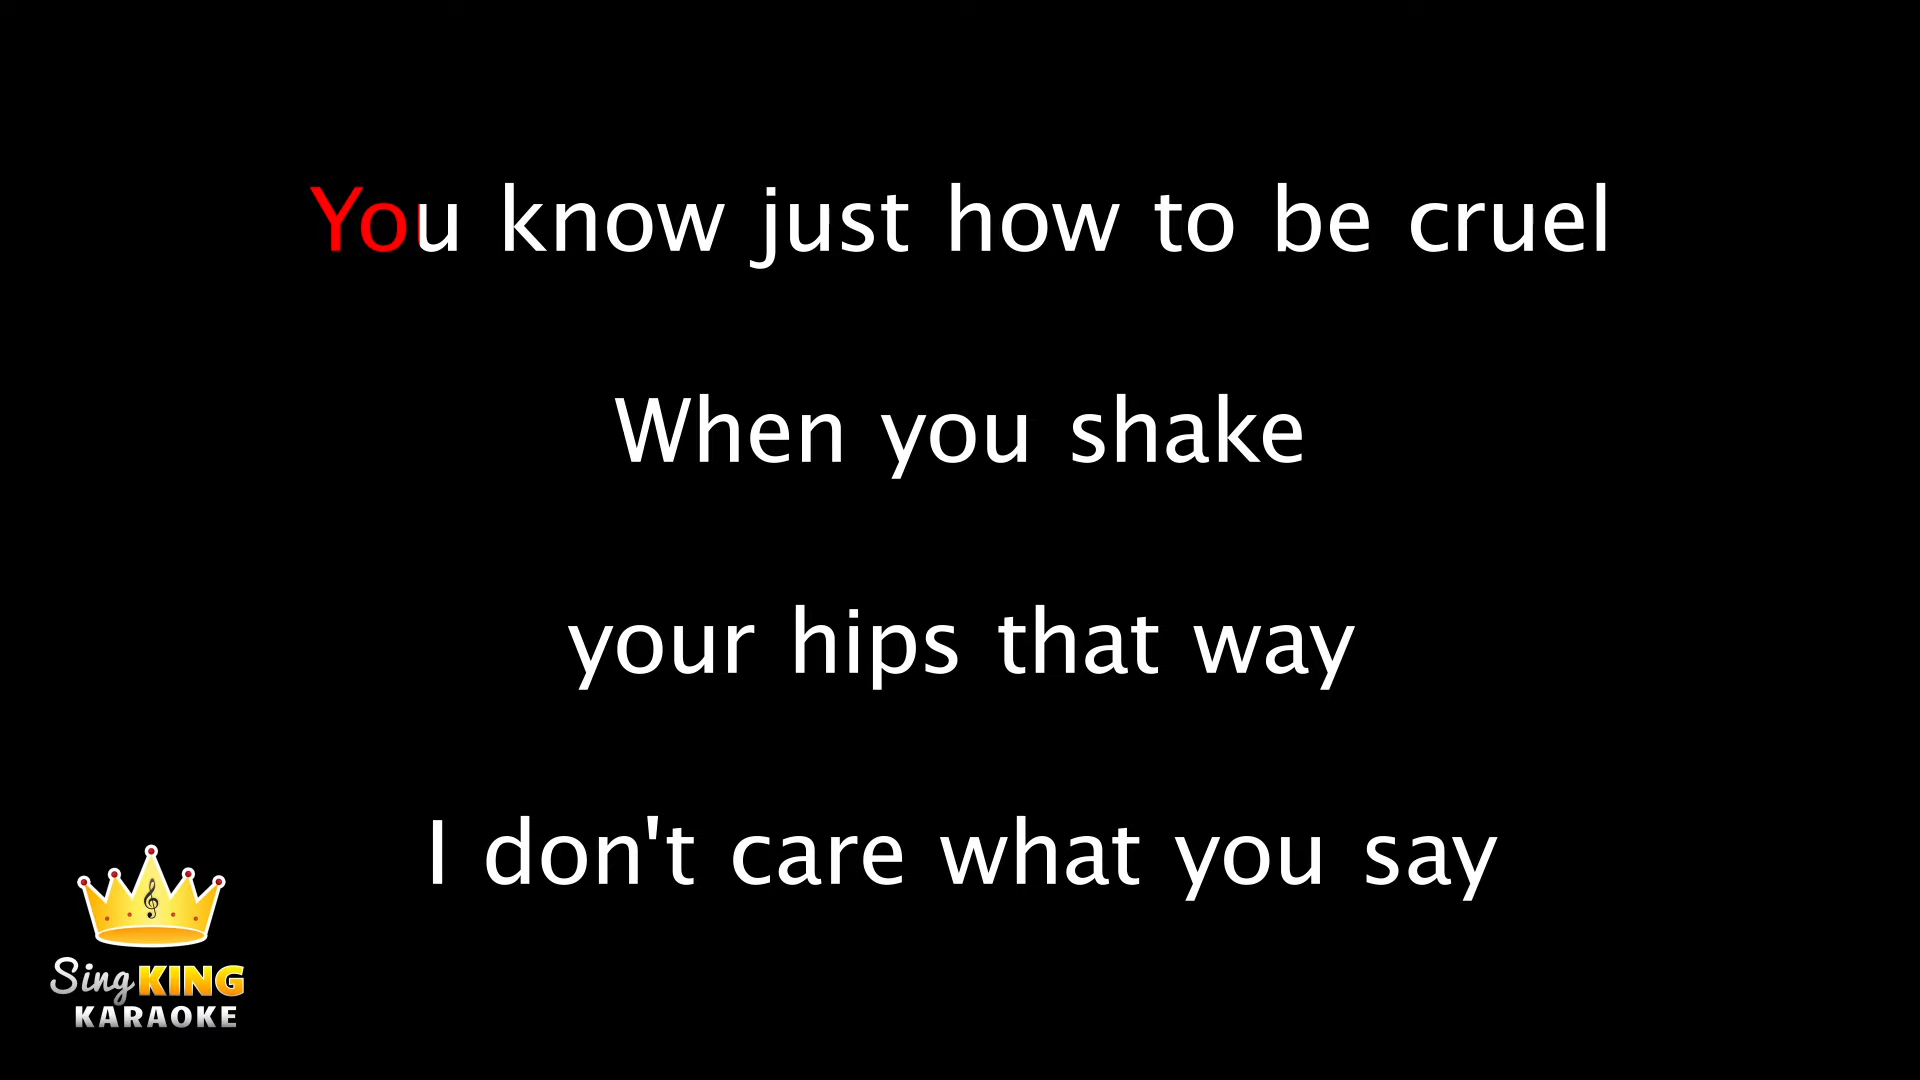 You know just how to be cruel
When you shake
your hips that way
I don't care what you say
Sing KING
KARAOKE